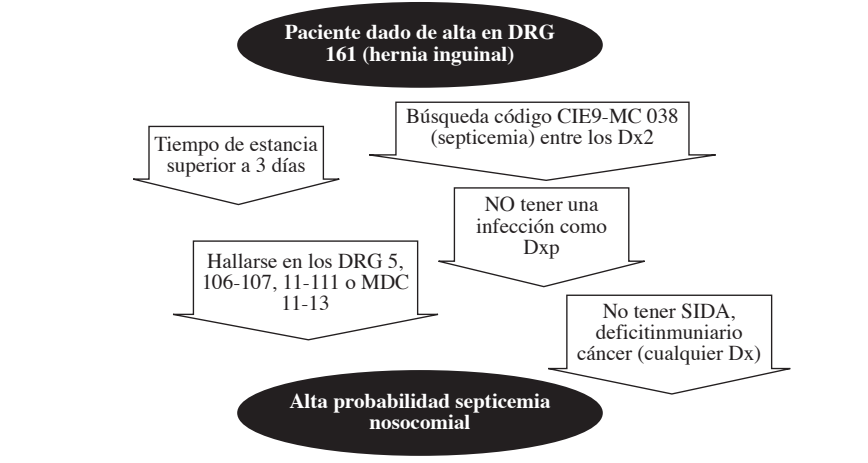 Paciente dado de alta en DRG
161 (hernia inguinal)
Búsqueda código CIE9-MC 038
(septicemia) entre los Dx2
Tiempo de estancia
superior a 3 días
NO tener una
infección como
Dxp
Hallarse en los DRG 5,
106-107, 11-111 o MDC
11-13
No tener SIDA,
deficitinmuniario
cáncer (cualquier Dx)
Alta probabilidad septicemia
nosocomial